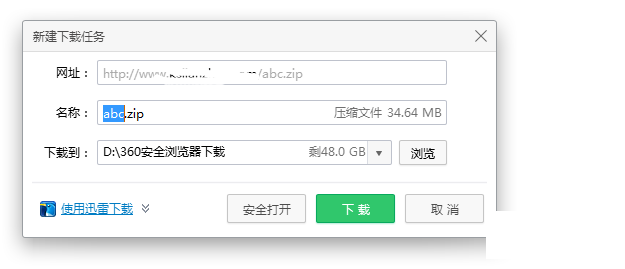 新建下载任务
网址： http://www. /abc.zip
名称： abc.zip 压缩文件 34.64 MB
下载到： D:\360安全浏览器下载 剩48.0 GB 浏览
使用迅雷下载 安全打开 下载 取消